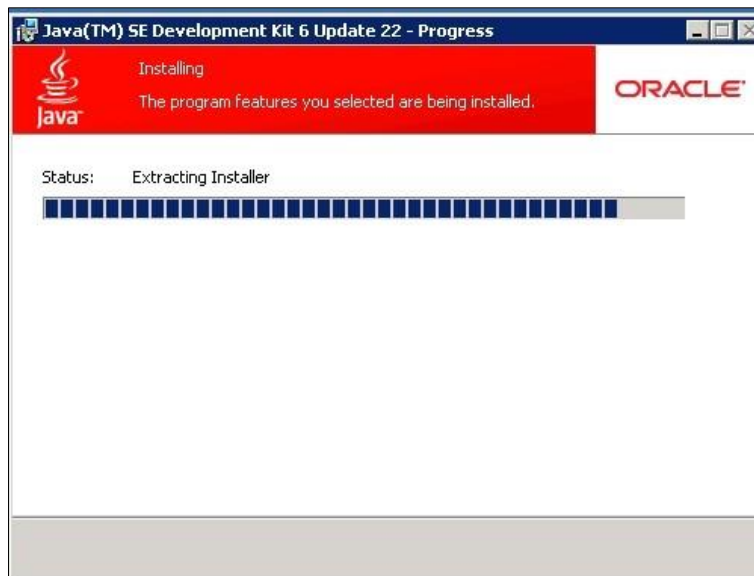 Java(TM) SE Development Kit 6 Update 22 - Progress
Installing
The program features you selected are being installed.
Java™
ORACLE®
Status: Extracting Installer